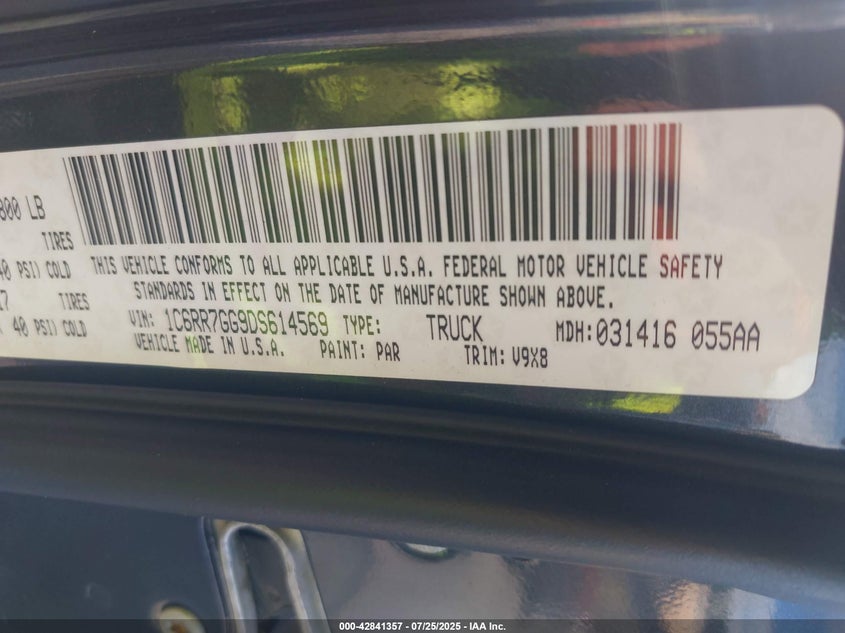 800 LB
TIRES
40 PSI) COLD
17 TIRES
T 40 PSI) COLD
THIS VEHICLE CONFORMS TO ALL APPLICABLE U.S.A. FEDERAL MOTOR VEHICLE SAFETY
STANDARDS IN EFFECT ON THE DATE OF MANUFACTURE SHOWN ABOVE.
VIN: 1C6RR7GG9DS614569 TYPE: TRUCK MDH: 031416 055AA
VEHICLE MADE IN U.S.A. PAINT: PAR TRIM: V9X8
000-42841357 - 07/25/2025 - IAA Inc.